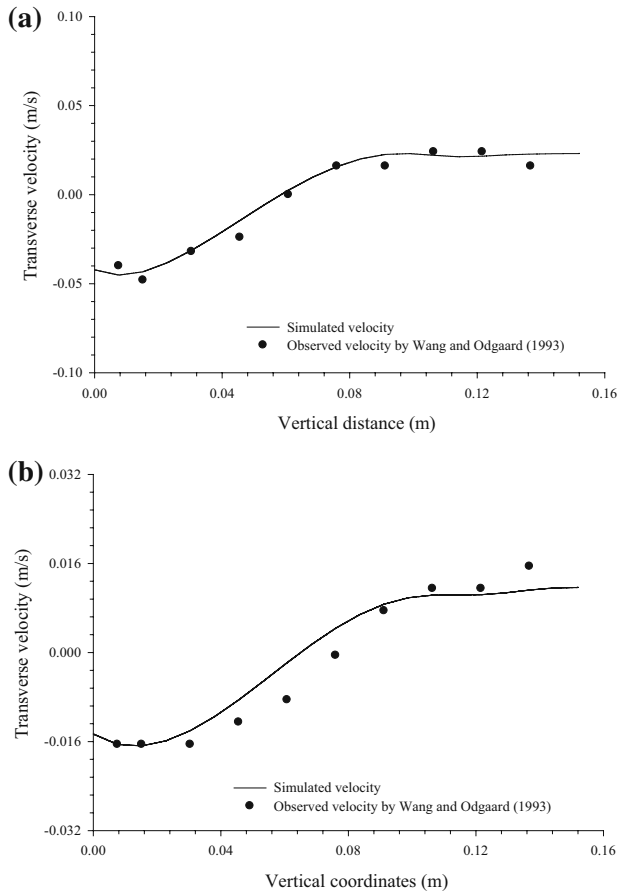 (a)
0.10
0.05
0.00
-0.05
-0.10
Transverse velocity (m/s)
Simulated velocity
Observed velocity by Wang and Odgaard (1993)
0.00 0.04 0.08 0.12 0.16
Vertical distance (m)
(b)
0.032
0.016
0.000
-0.016
-0.032
Transverse velocity (m/s)
Simulated velocity
Observed velocity by Wang and Odgaard (1993)
0.00 0.04 0.08 0.12 0.16
Vertical coordinates (m)